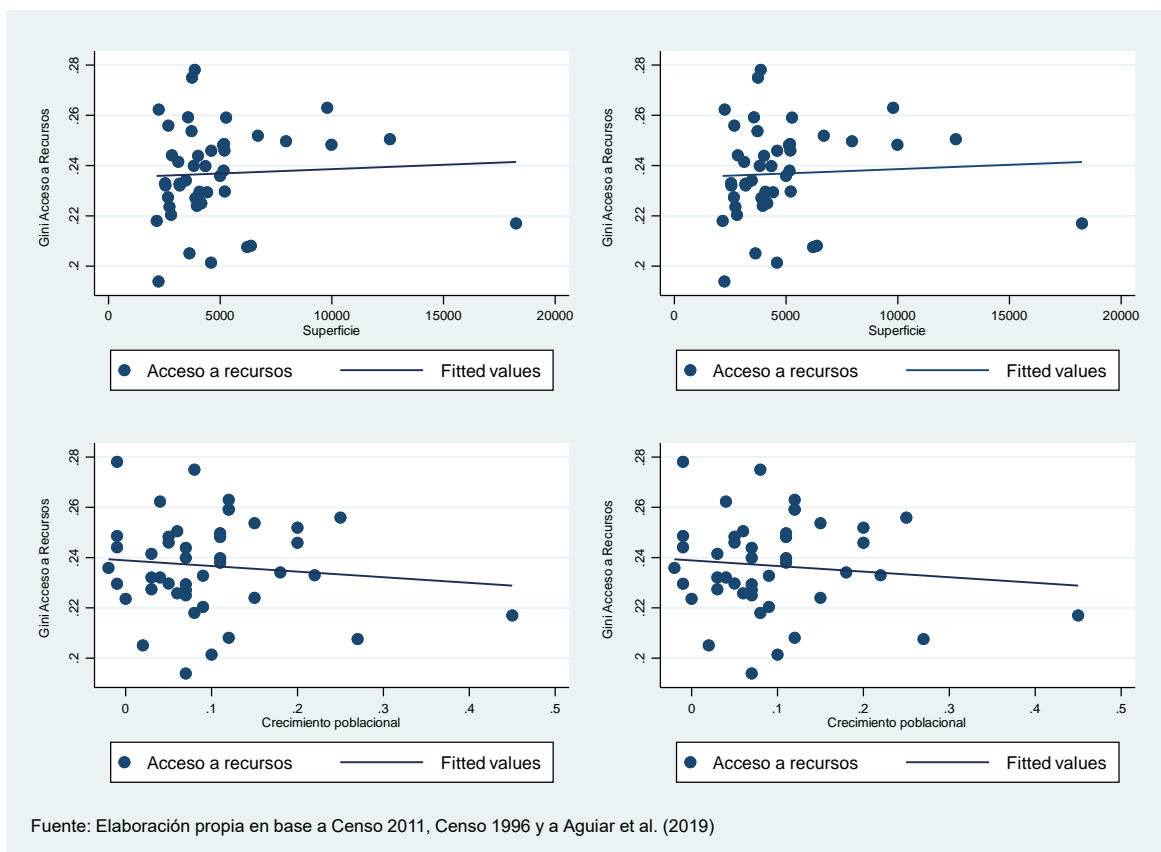 Gini Acceso a Recursos
.28
.26
.24
.22
.2
0 5000 10000 15000 20000
Superficie
Acceso a recursos Fitted values
Gini Acceso a Recursos
.28
.26
.24
.22
.2
0 5000 10000 15000 20000
Superficie
Acceso a recursos Fitted values
Gini Acceso a Recursos
.28
.26
.24
.22
.2
0 .1 .2 .3 .4 .5
Crecimiento poblacional
Acceso a recursos Fitted values
Gini Acceso a Recursos
.28
.26
.24
.22
.2
0 .1 .2 .3 .4 .5
Crecimiento poblacional
Acceso a recursos Fitted values
Fuente: Elaboración propia en base a Censo 2011, Censo 1996 y a Aguiar et al. (2019)